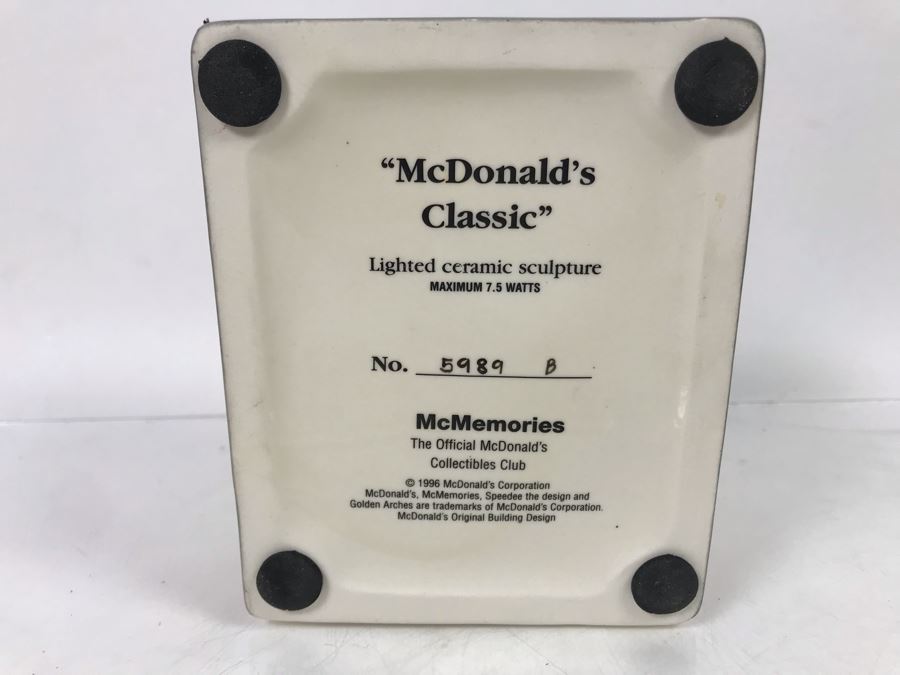 “McDonald’s
Classic”
Lighted ceramic sculpture
MAXIMUM 7.5 WATTS
No. 5989 B
McMemories
The Official McDonald's
Collectibles Club
© 1996 McDonald's Corporation
McDonald's, McMemories, Speedee the design and
Golden Arches are trademarks of McDonald's Corporation.
McDonald's Original Building Design